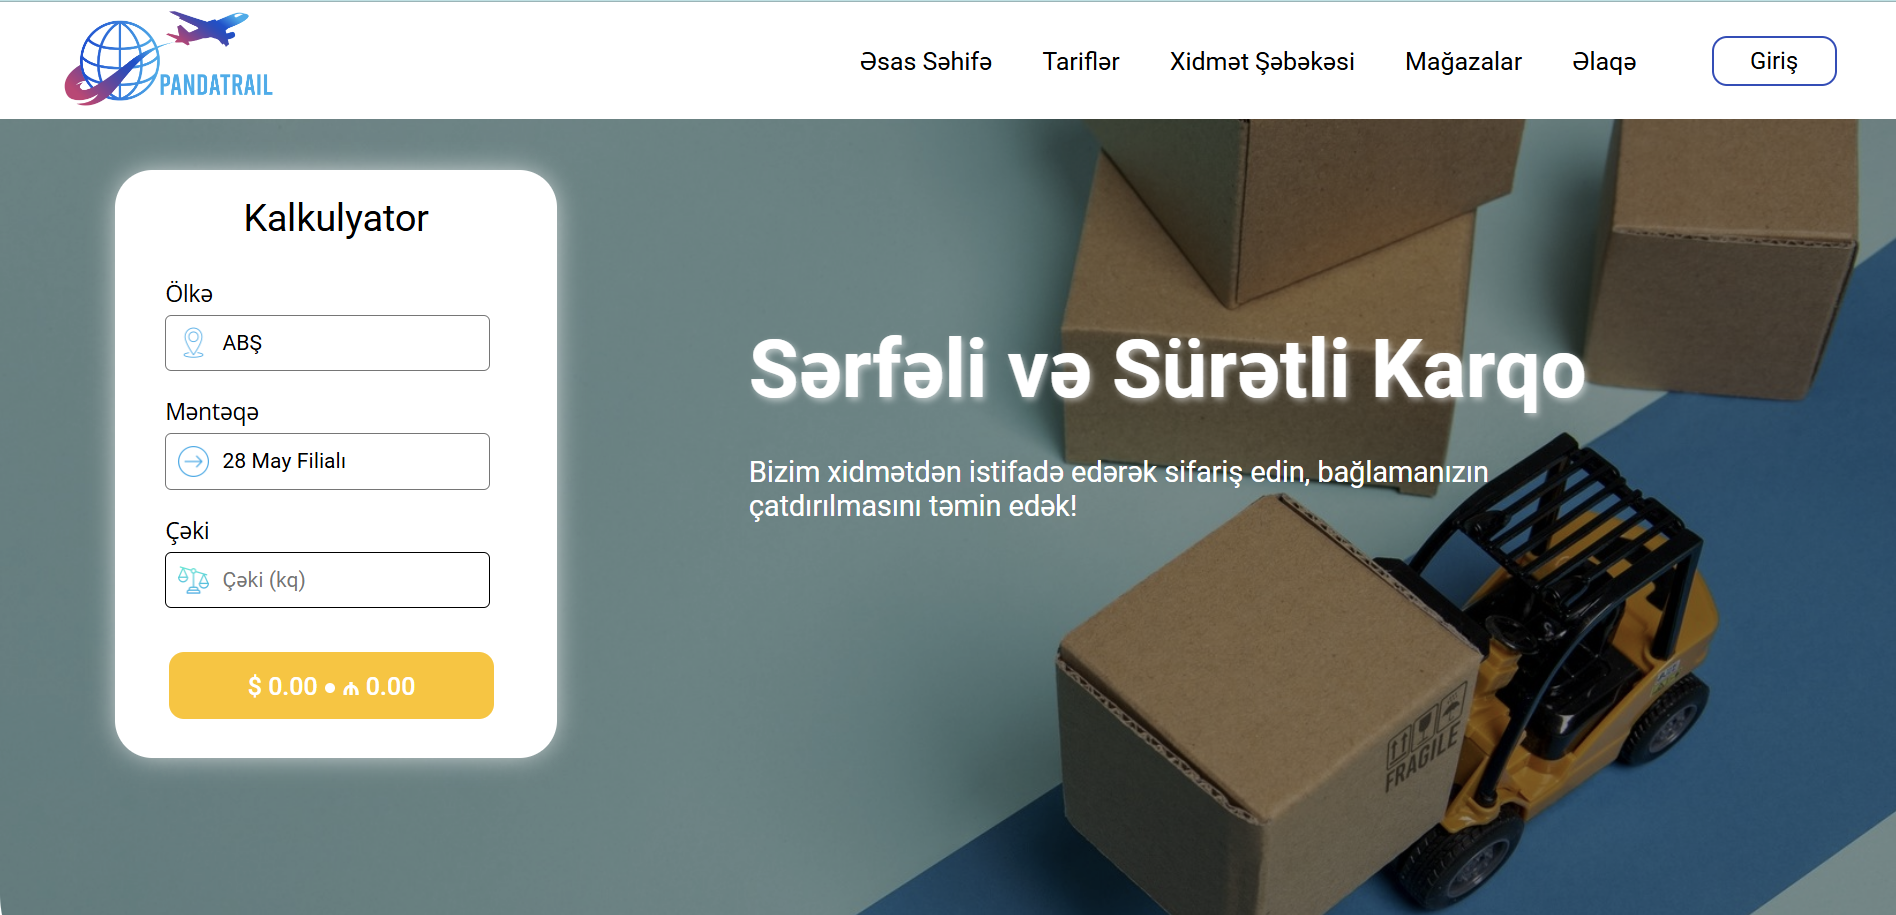 PANDATRAIL
Əsas Səhifə
Tariflər
Xidmət Şəbəkəsi
Mağazalar
Əlaqə
Giriş
Kalkulyator
Ölkə
ABŞ
Məntəqə
28 May Filialı
Çəki
Çəki (kq)
$ 0.00 ● ₼ 0.00
Sərfəli və Sürətli Karqo
Bizim xidmətdən istifadə edərək sifariş edin, bağlamanızın
çatdırılmasını təmin edək!
FRAGILE